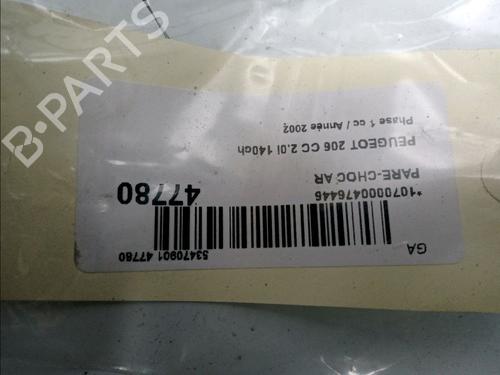 GA
53470901 47780
*1070000476445
PARE-CHOC AR
47780
PEUGEOT 206 CC 2.0i 140ch
Phase 1 cc / Année 2002
B-PARTS